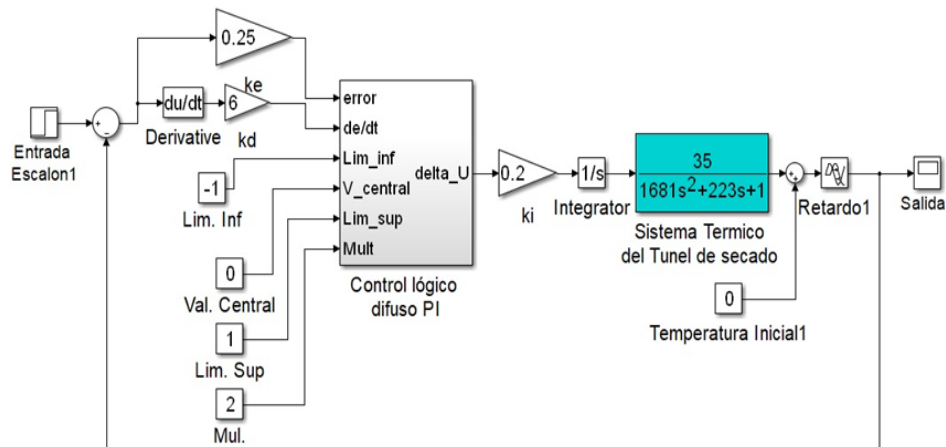 0.25
ke
du/dt
Derivative
6
kd
+
-
Entrada
Escalon1
-1
Lim. Inf
0
Val. Central
1
Lim. Sup
2
Mul.
error
de/dt
Lim_inf
V_central
Lim_sup
Mult
delta_U
Control lógico
difuso PI
0.2
ki
1/s
Integrator
35
1681s²+223s+1
Sistema Termico
del Tunel de secado
+
+
0
Temperatura Inicial1
Retardo1
Salida